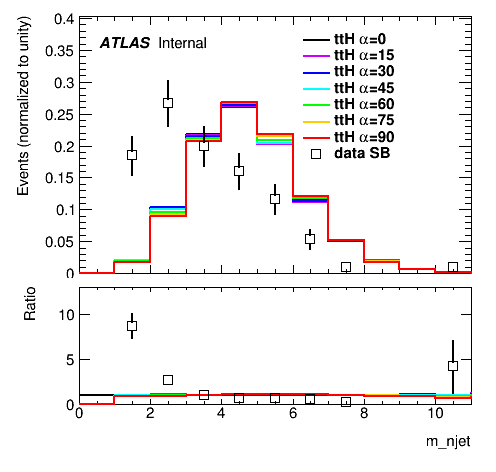 0.4
ATLAS Internal
ttH α=0
ttH α=15
ttH α=30
ttH α=45
ttH α=60
ttH α=75
ttH α=90
data SB
0.35
0.3
0.25
0.2
0.15
0.1
0.05
0
Events (normalized to unity)
Ratio
10
5
0
0 2 4 6 8 10
m_njet